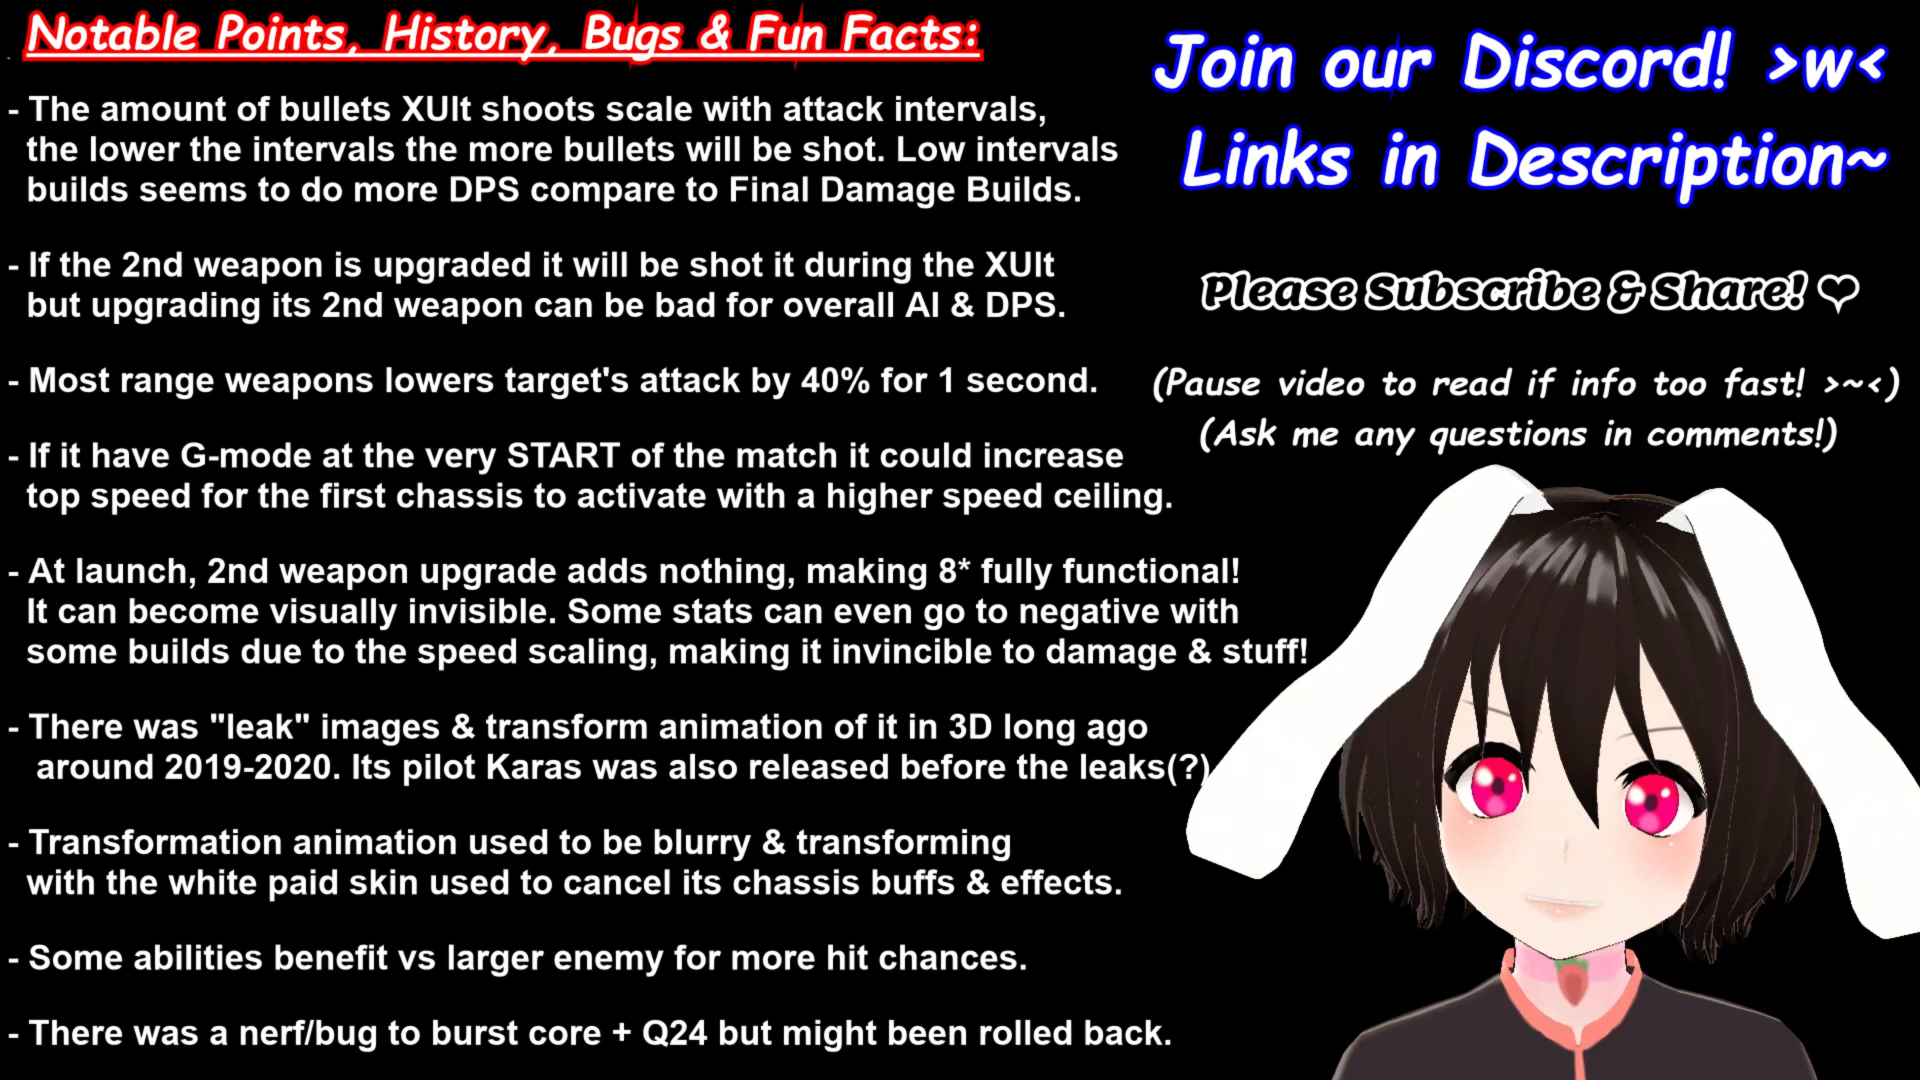 Notable Points, History, Bugs & Fun Facts:
- The amount of bullets XUlt shoots scale with attack intervals,
the lower the intervals the more bullets will be shot. Low intervals
builds seems to do more DPS compare to Final Damage Builds.
- If the 2nd weapon is upgraded it will be shot it during the XUlt
but upgrading its 2nd weapon can be bad for overall AI & DPS.
- Most range weapons lowers target's attack by 40% for 1 second.
- If it have G-mode at the very START of the match it could increase
top speed for the first chassis to activate with a higher speed ceiling.
- At launch, 2nd weapon upgrade adds nothing, making 8* fully functional!
It can become visually invisible. Some stats can even go to negative with
some builds due to the speed scaling, making it invincible to damage & stuff!
- There was "leak" images & transform animation of it in 3D long ago
around 2019-2020. Its pilot Karas was also released before the leaks(?)
- Transformation animation used to be blurry & transforming
with the white paid skin used to cancel its chassis buffs & effects.
- Some abilities benefit vs larger enemy for more hit chances.
- There was a nerf/bug to burst core + Q24 but might been rolled back.
Join our Discord! >w<
Links in Description~
Please Subscribe & Share! ❤
(Pause video to read if info too fast! >~<)
(Ask me any questions in comments!)